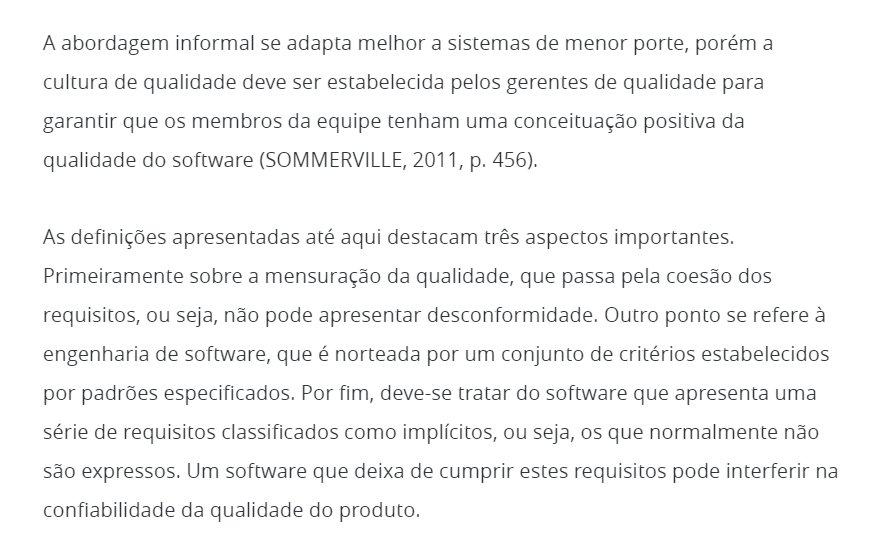 A abordagem informal se adapta melhor a sistemas de menor porte, porém a
cultura de qualidade deve ser estabelecida pelos gerentes de qualidade para
garantir que os membros da equipe tenham uma conceituação positiva da
qualidade do software (SOMMERVILLE, 2011, p. 456).
As definições apresentadas até aqui destacam três aspectos importantes.
Primeiramente sobre a mensuração da qualidade, que passa pela coesão dos
requisitos, ou seja, não pode apresentar desconformidade. Outro ponto se refere à
engenharia de software, que é norteada por um conjunto de critérios estabelecidos
por padrões especificados. Por fim, deve-se tratar do software que apresenta uma
série de requisitos classificados como implícitos, ou seja, os que normalmente não
são expressos. Um software que deixa de cumprir estes requisitos pode interferir na
confiabilidade da qualidade do produto.